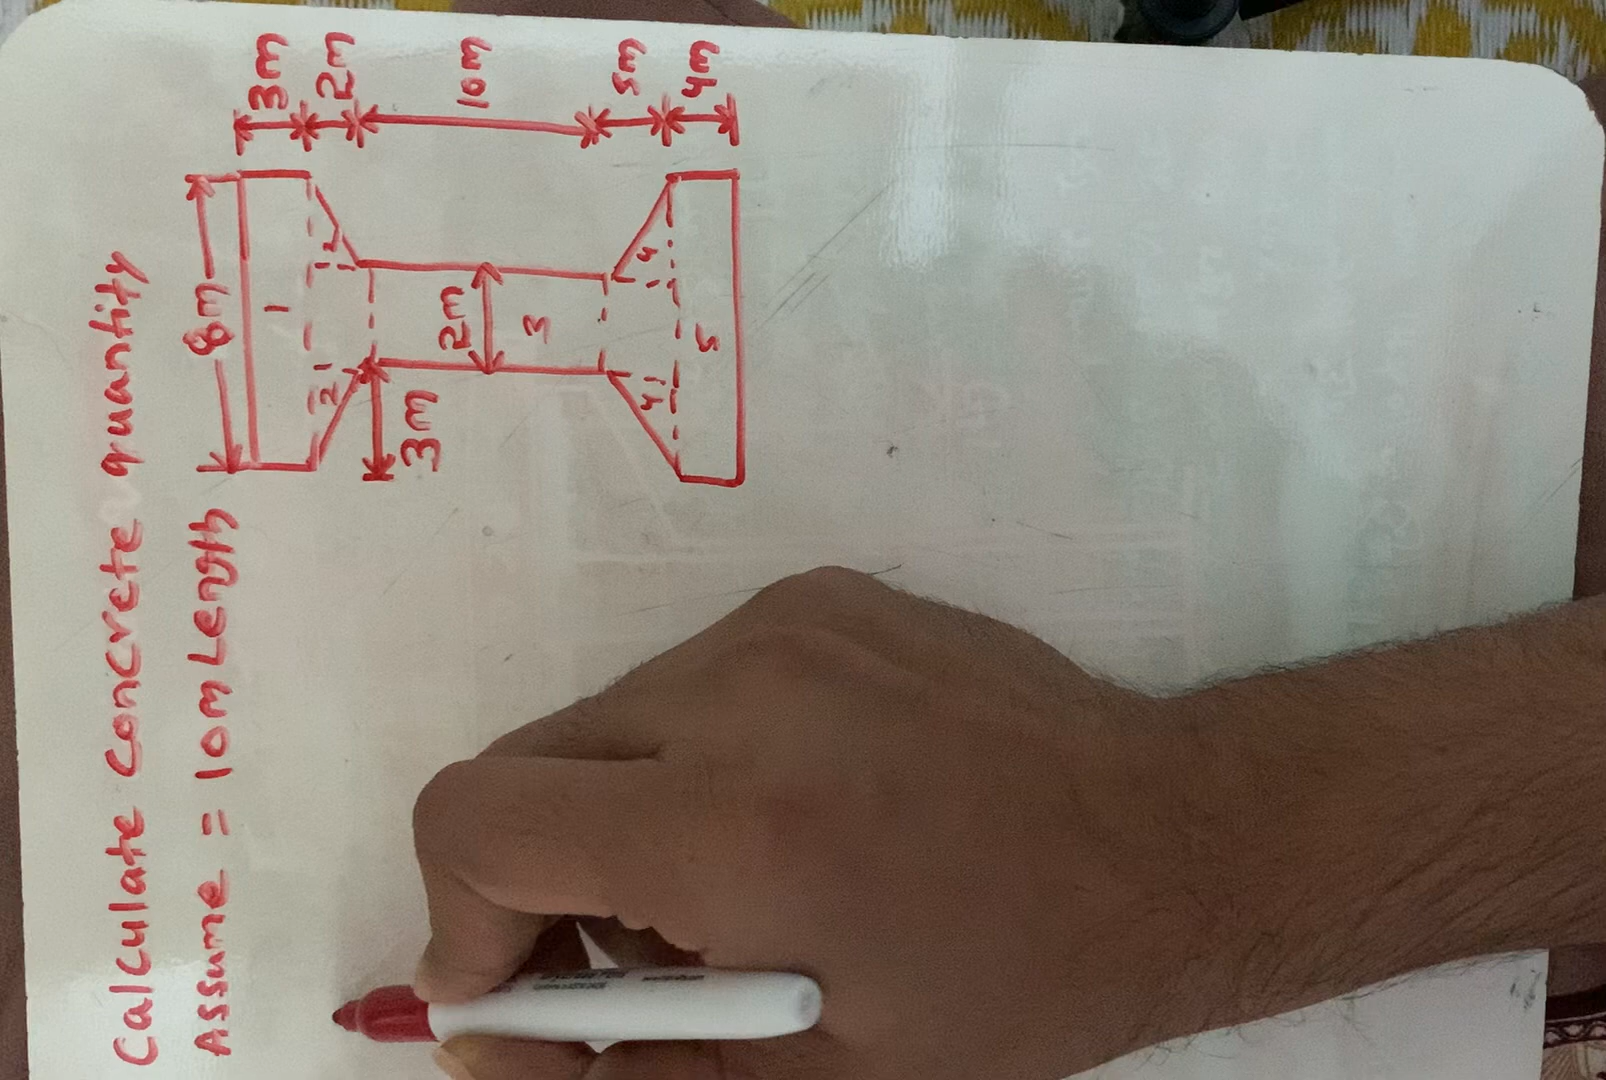 Calculate concrete quantity
Assume = 10m Length
8m
3m
2m
10m
5m
4m
1
2
2
2m
3
3m
4
4
5